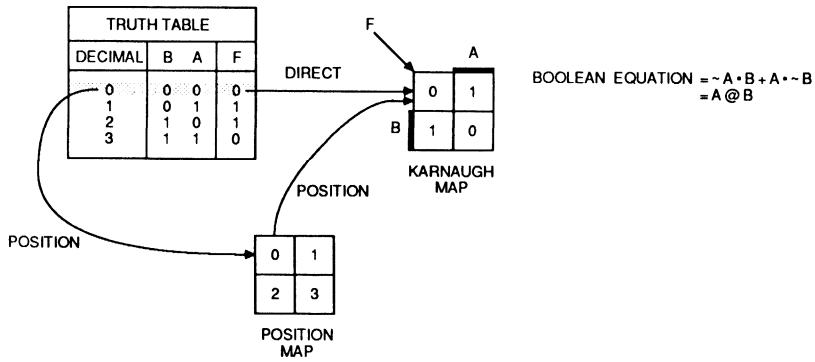 TRUTH TABLE
DECIMAL B A F
0 0 0 0
1 0 1 1
2 1 0 1
3 1 1 0
DIRECT
F
A
0 1
B
1 0
KARNAUGH
MAP
BOOLEAN EQUATION = ~A•B + A•~B
= A @ B
POSITION
POSITION
0 1
2 3
POSITION
MAP